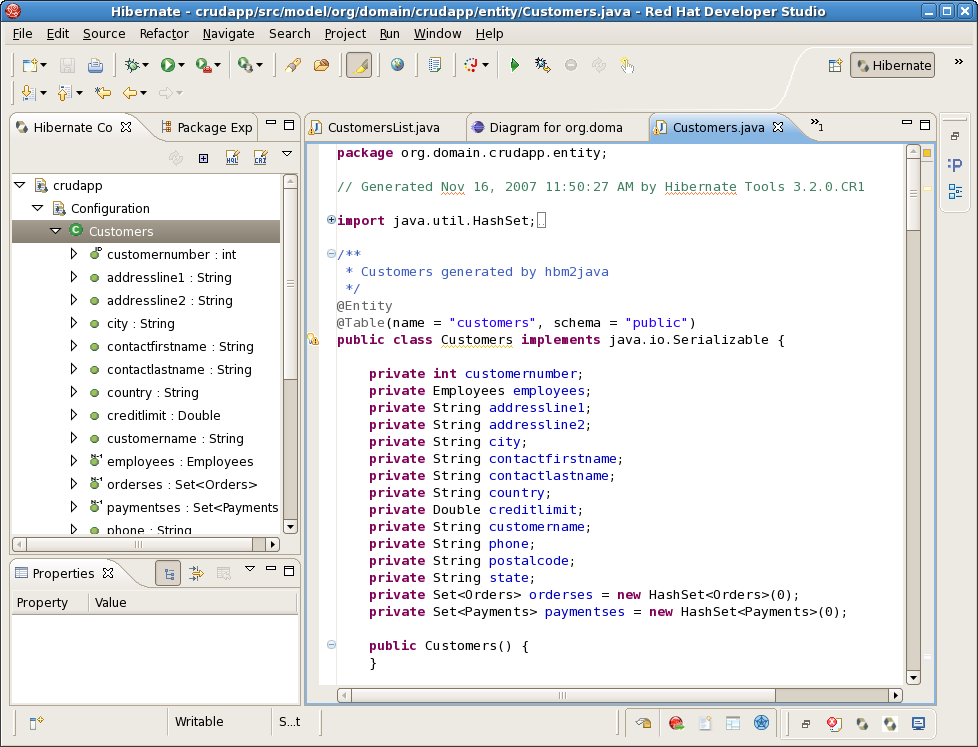 Hibernate - crudapp/src/model/org/domain/crudapp/entity/Customers.java - Red Hat Developer Studio
File Edit Source Refactor Navigate Search Project Run Window Help
Hibernate
»
Hibernate Co
Package Exp
HQL
CRI
crudapp
Configuration
Customers
customernumber : int
addressline1 : String
addressline2 : String
city : String
contactfirstname : String
contactlastname : String
country : String
creditlimit : Double
customername : String
employees : Employees
orderses : Set<Orders>
paymentses : Set<Payments
phone : String
Properties
Property Value
CustomersList.java
Diagram for org.doma
Customers.java
»1
package org.domain.crudapp.entity;
// Generated Nov 16, 2007 11:50:27 AM by Hibernate Tools 3.2.0.CR1
import java.util.HashSet;
/**
* Customers generated by hbm2java
*/
@Entity
@Table(name = "customers", schema = "public")
public class Customers implements java.io.Serializable {
private int customernumber;
private Employees employees;
private String addressline1;
private String addressline2;
private String city;
private String contactfirstname;
private String contactlastname;
private String country;
private Double creditlimit;
private String customername;
private String phone;
private String postalcode;
private String state;
private Set<Orders> orderses = new HashSet<Orders>(0);
private Set<Payments> paymentses = new HashSet<Payments>(0);
public Customers() {
}
Writable
S...t